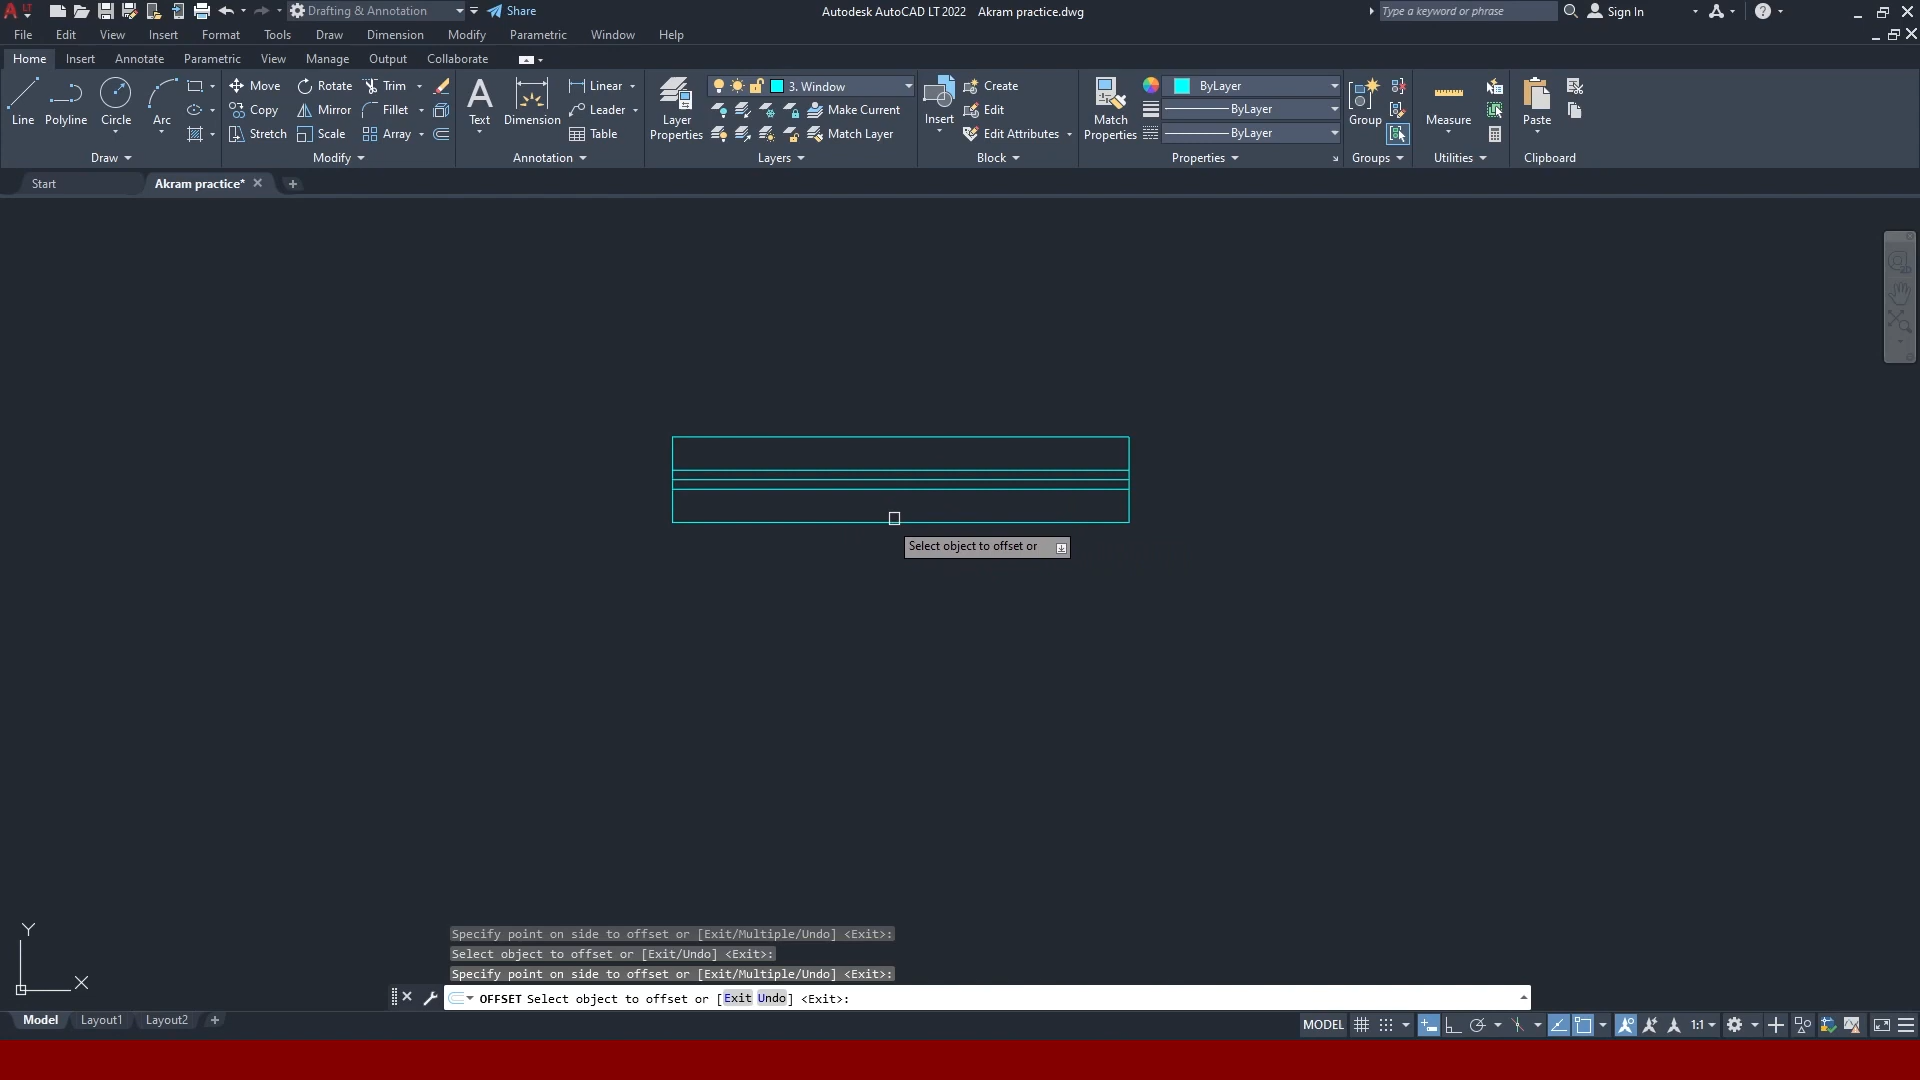 LT
Drafting & Annotation
Share
Autodesk AutoCAD LT 2022 Akram practice.dwg
Type a keyword or phrase
Sign In
File Edit View Insert Format Tools Draw Dimension Modify Parametric Window Help
Home Insert Annotate Parametric View Manage Output Collaborate
Line Polyline Circle Arc
Move Rotate Trim
Copy Mirror Fillet
Stretch Scale Array
Text Dimension
Linear
Leader
Table
Layer Properties
3. Window
Make Current
Match Layer
Insert
Create
Edit
Edit Attributes
Match Properties
ByLayer
ByLayer
ByLayer
Group
Measure
Paste
Draw Modify Annotation Layers Block Properties Groups Utilities Clipboard
Start Akram practice*
Select object to offset or
Y
X
Specify point on side to offset or [Exit/Multiple/Undo] <Exit>:
Select object to offset or [Exit/Undo] <Exit>:
Specify point on side to offset or [Exit/Multiple/Undo] <Exit>:
OFFSET Select object to offset or [Exit Undo] <Exit>:
Model Layout1 Layout2
MODEL 1:1